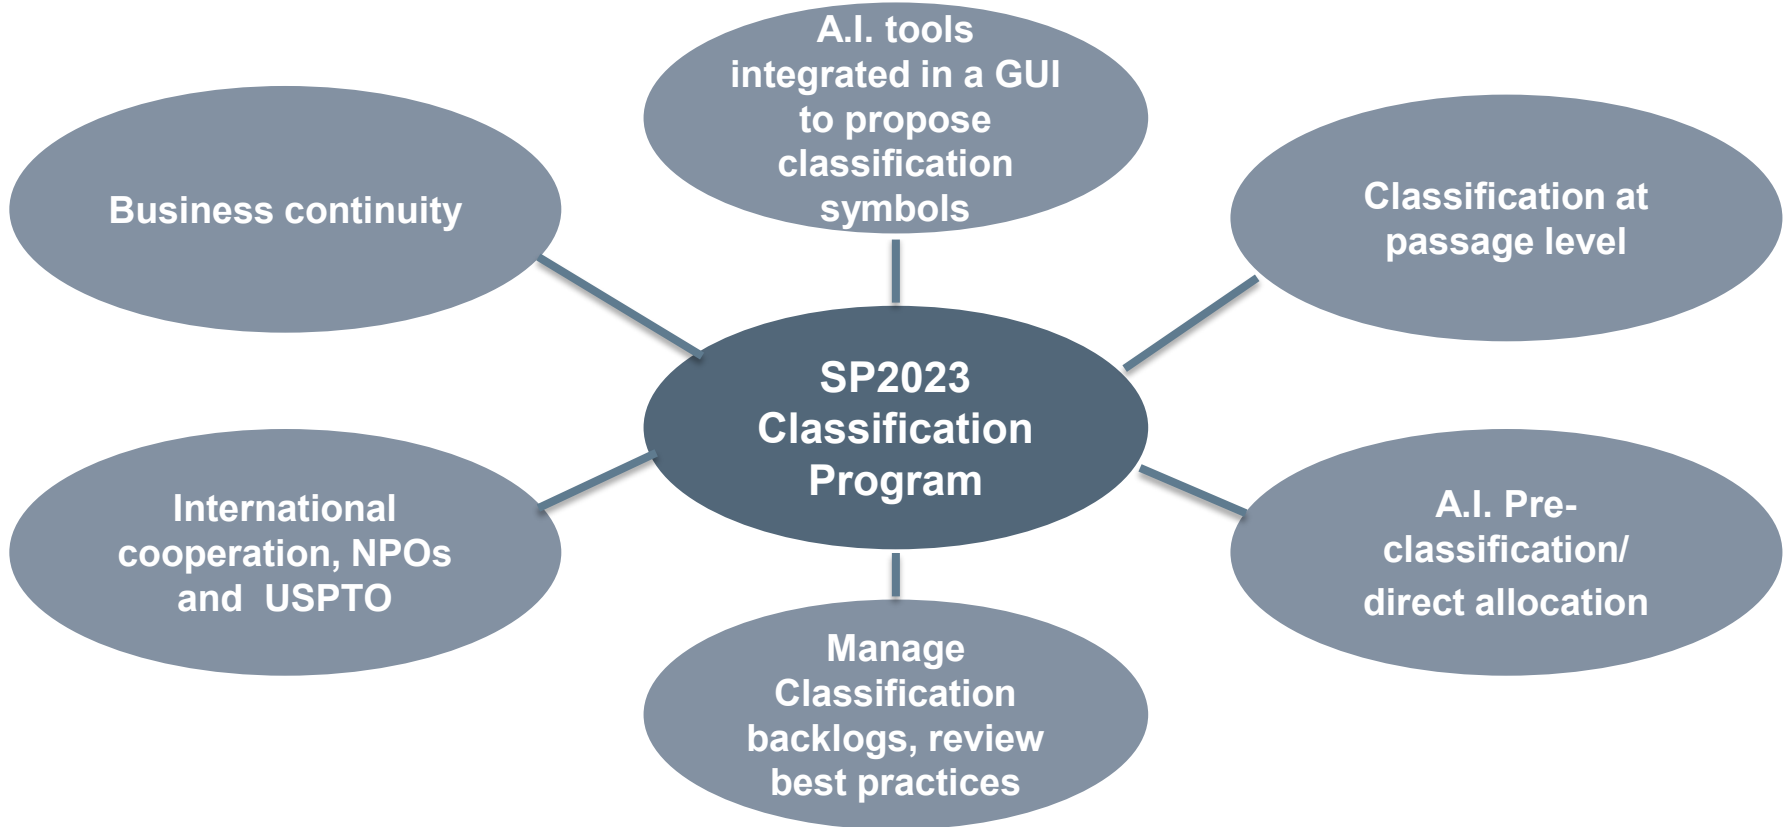 A.I. tools
integrated in a GUI
to propose
classification
symbols
Business continuity
Classification at
passage level
SP2023
Classification
Program
International
cooperation, NPOs
and  USPTO
A.I. Pre-
classification/
direct allocation
Manage
Classification
backlogs, review
best practices